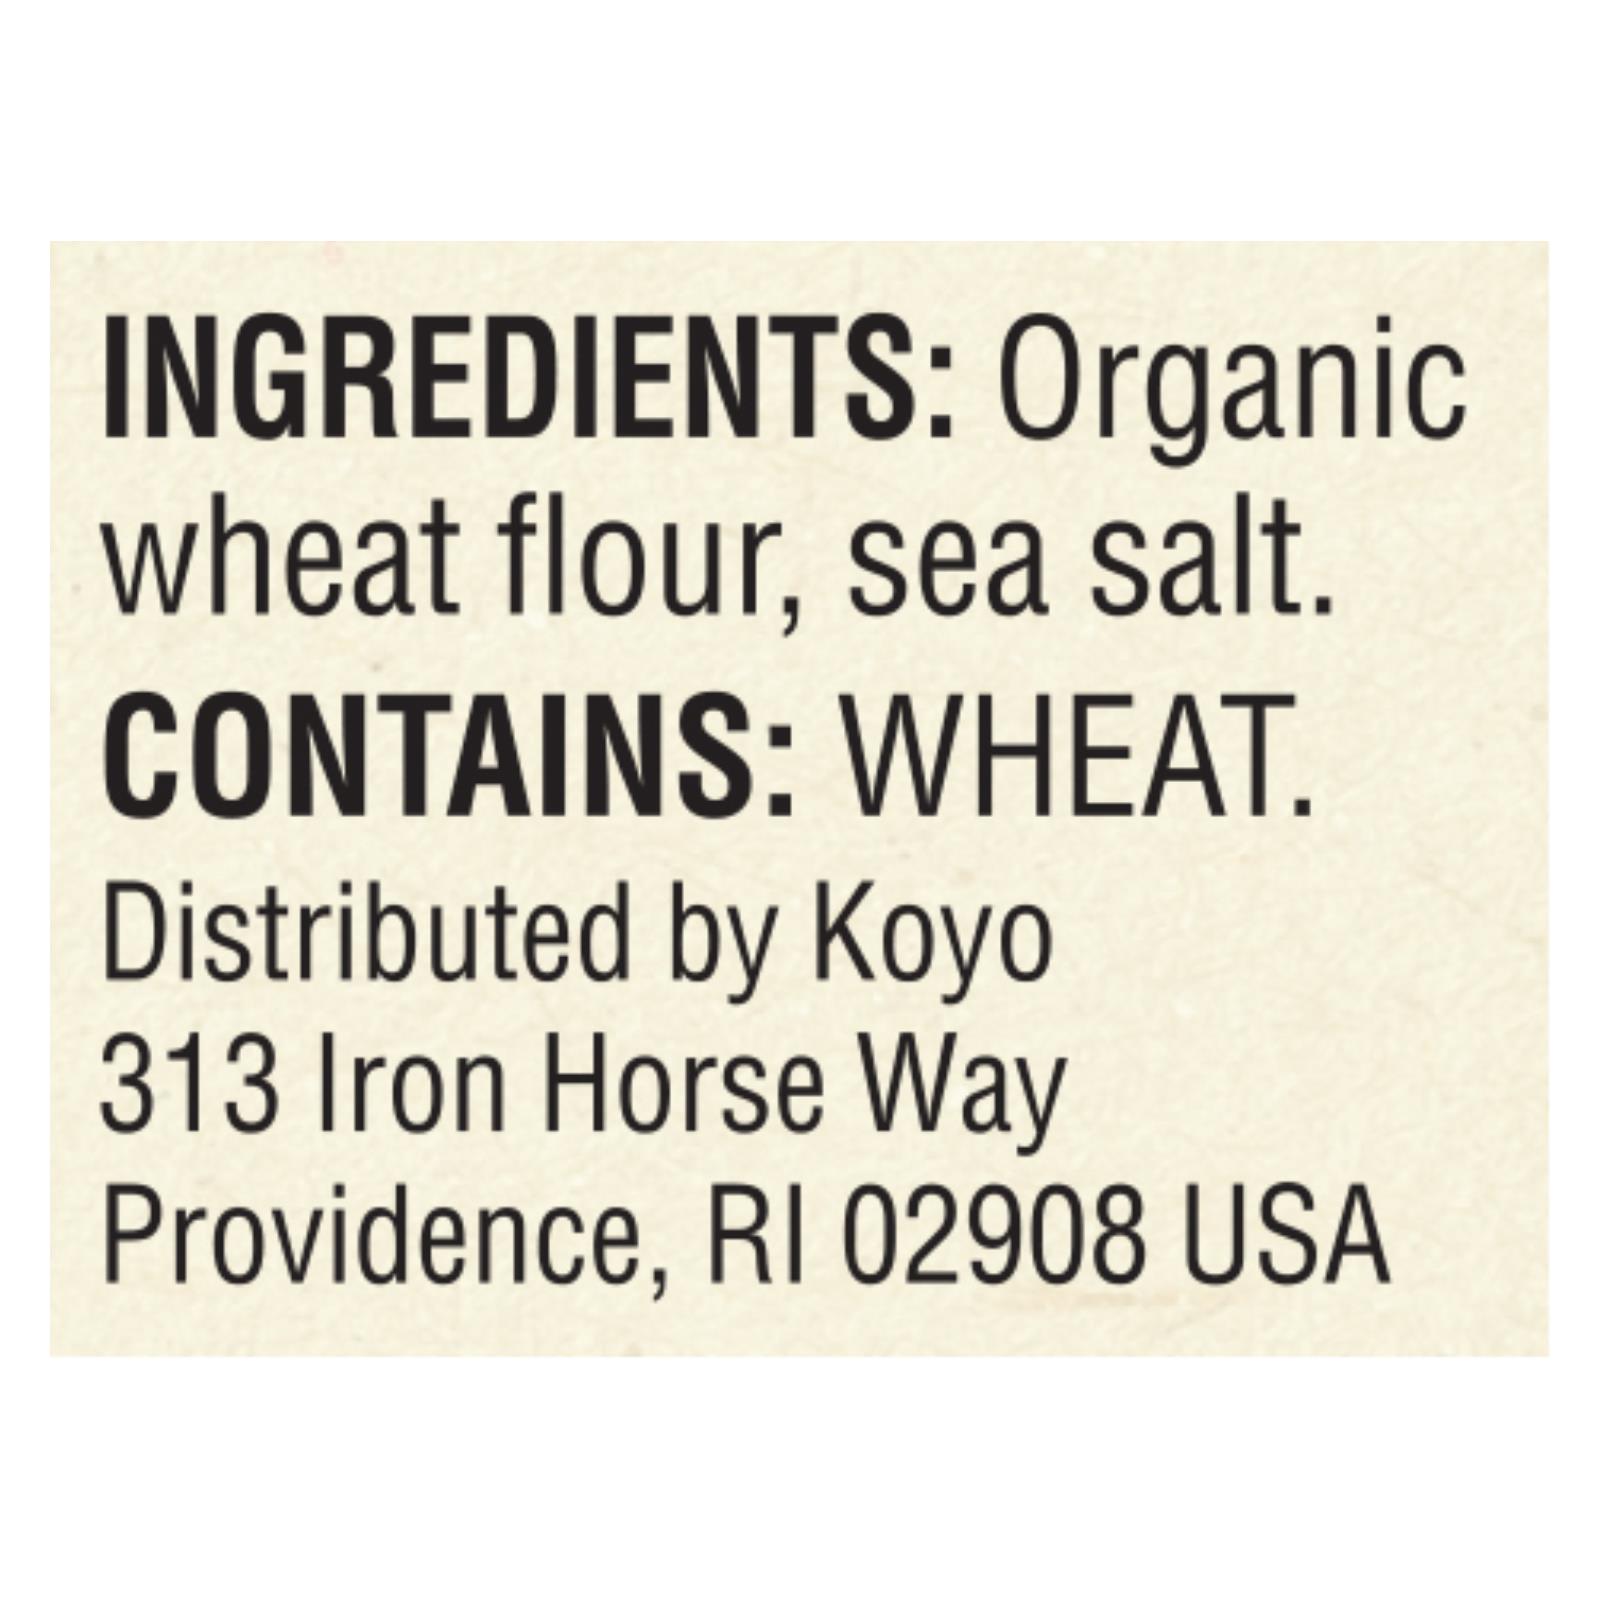 INGREDIENTS: Organic
wheat flour, sea salt.
CONTAINS: WHEAT.
Distributed by Koyo
313 Iron Horse Way
Providence, RI 02908 USA